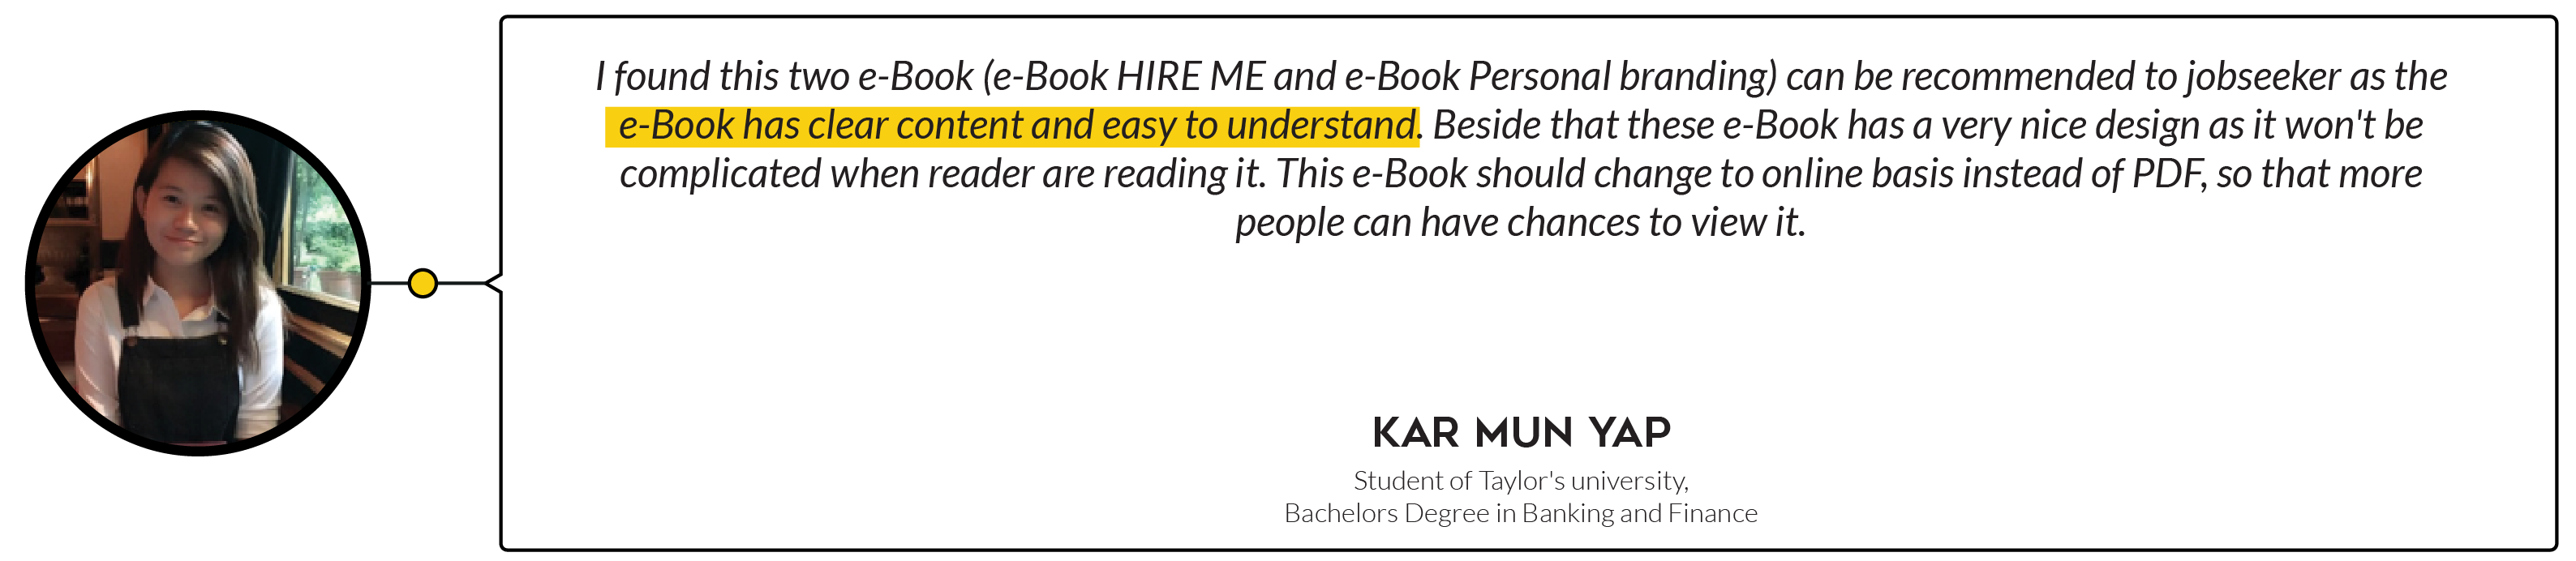 I found this two e-Book (e-Book HIRE ME and e-Book Personal branding) can be recommended to jobseeker as the
e-Book has clear content and easy to understand. Beside that these e-Book has a very nice design as it won't be
complicated when reader are reading it. This e-Book should change to online basis instead of PDF, so that more
people can have chances to view it.
KAR MUN YAP
Student of Taylor's university,
Bachelors Degree in Banking and Finance